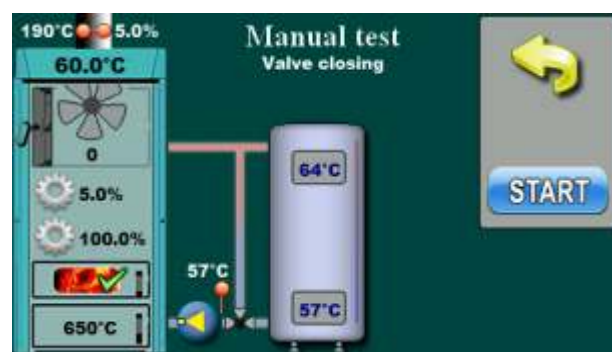 190°C 5.0%
Manual test
Valve closing
60.0°C
0
64°C
5.0%
START
100.0%
57°C
57°C
650°C